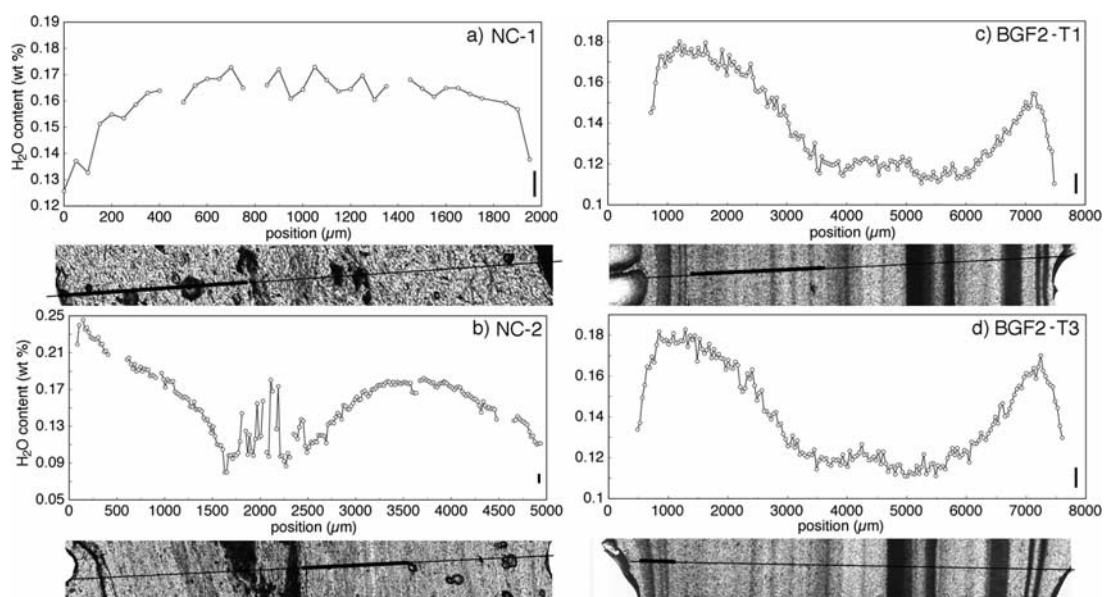 a) NC-1
H₂O content (wt %)
0.19
0.18
0.17
0.16
0.15
0.14
0.13
0.12
0 200 400 600 800 1000 1200 1400 1600 1800 2000
position (µm)
c) BGF2-T1
0.18
0.16
0.14
0.12
0.1
0 1000 2000 3000 4000 5000 6000 7000 8000
position (µm)
b) NC-2
H₂O content (wt %)
0.25
0.21
0.17
0.13
0.09
0.05
0 500 1000 1500 2000 2500 3000 3500 4000 4500 5000
position (µm)
d) BGF2-T3
0.18
0.16
0.14
0.12
0.1
0 1000 2000 3000 4000 5000 6000 7000 8000
position (µm)